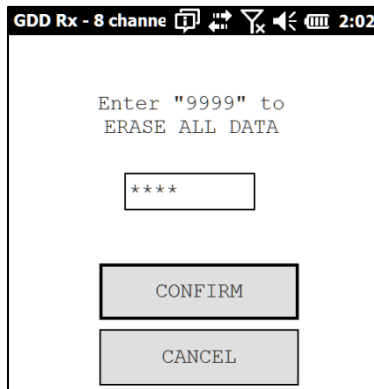 GDD Rx - 8 channe 2:02
Enter "9999" to
ERASE ALL DATA
****
CONFIRM
CANCEL